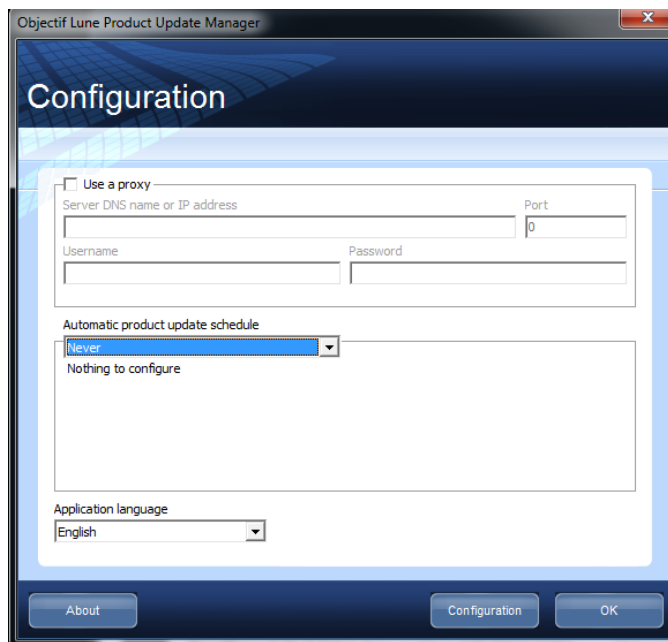 Objectif Lune Product Update Manager
Configuration
Use a proxy
Server DNS name or IP address Port
0
Username Password
Automatic product update schedule
Never
Nothing to configure
Application language
English
About Configuration OK